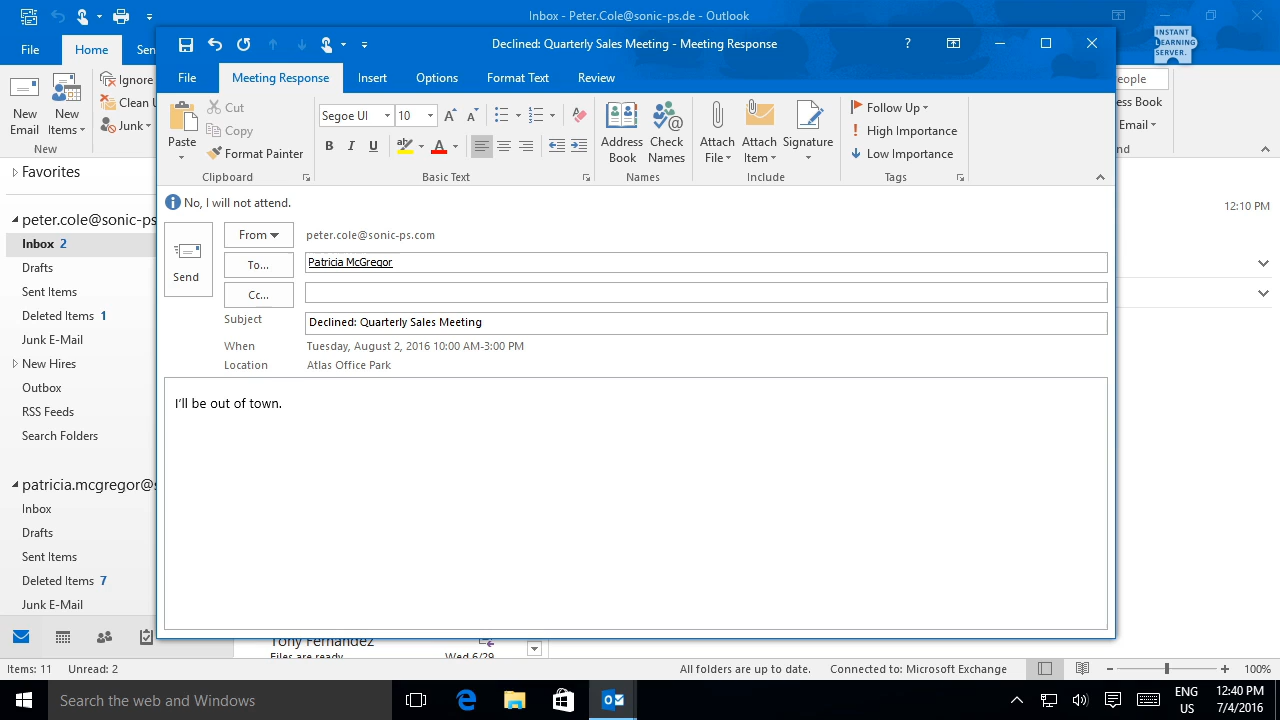 Inbox - Peter.Cole@sonic-ps.de - Outlook
File
Home
Sen
INSTANT
LEARNING
SERVER.
Declined: Quarterly Sales Meeting - Meeting Response
?
File
Meeting Response
Insert
Options
Format Text
Review
New
Email
New
Items
Ignore
Clean U
Junk
New
Paste
Cut
Copy
Format Painter
Clipboard
Segoe UI
10
B
I
U
A
Basic Text
Address
Book
Check
Names
Names
Attach
File
Attach
Item
Signature
Include
Follow Up
High Importance
Low Importance
Tags
eople
ess Book
Email
nd
Favorites
peter.cole@sonic-ps
Inbox 2
Drafts
Sent Items
Deleted Items 1
Junk E-Mail
New Hires
Outbox
RSS Feeds
Search Folders
patricia.mcgregor@s
Inbox
Drafts
Sent Items
Deleted Items 7
Junk E-Mail
No, I will not attend.
Send
From
peter.cole@sonic-ps.com
To...
Patricia McGregor
Cc...
Subject
Declined: Quarterly Sales Meeting
When
Tuesday, August 2, 2016 10:00 AM-3:00 PM
Location
Atlas Office Park
I'll be out of town.
12:10 PM
Tony Fernandez
Files are ready
Wed 6/29
Items: 11
Unread: 2
All folders are up to date.
Connected to: Microsoft Exchange
100%
Search the web and Windows
ENG
US
12:40 PM
7/4/2016